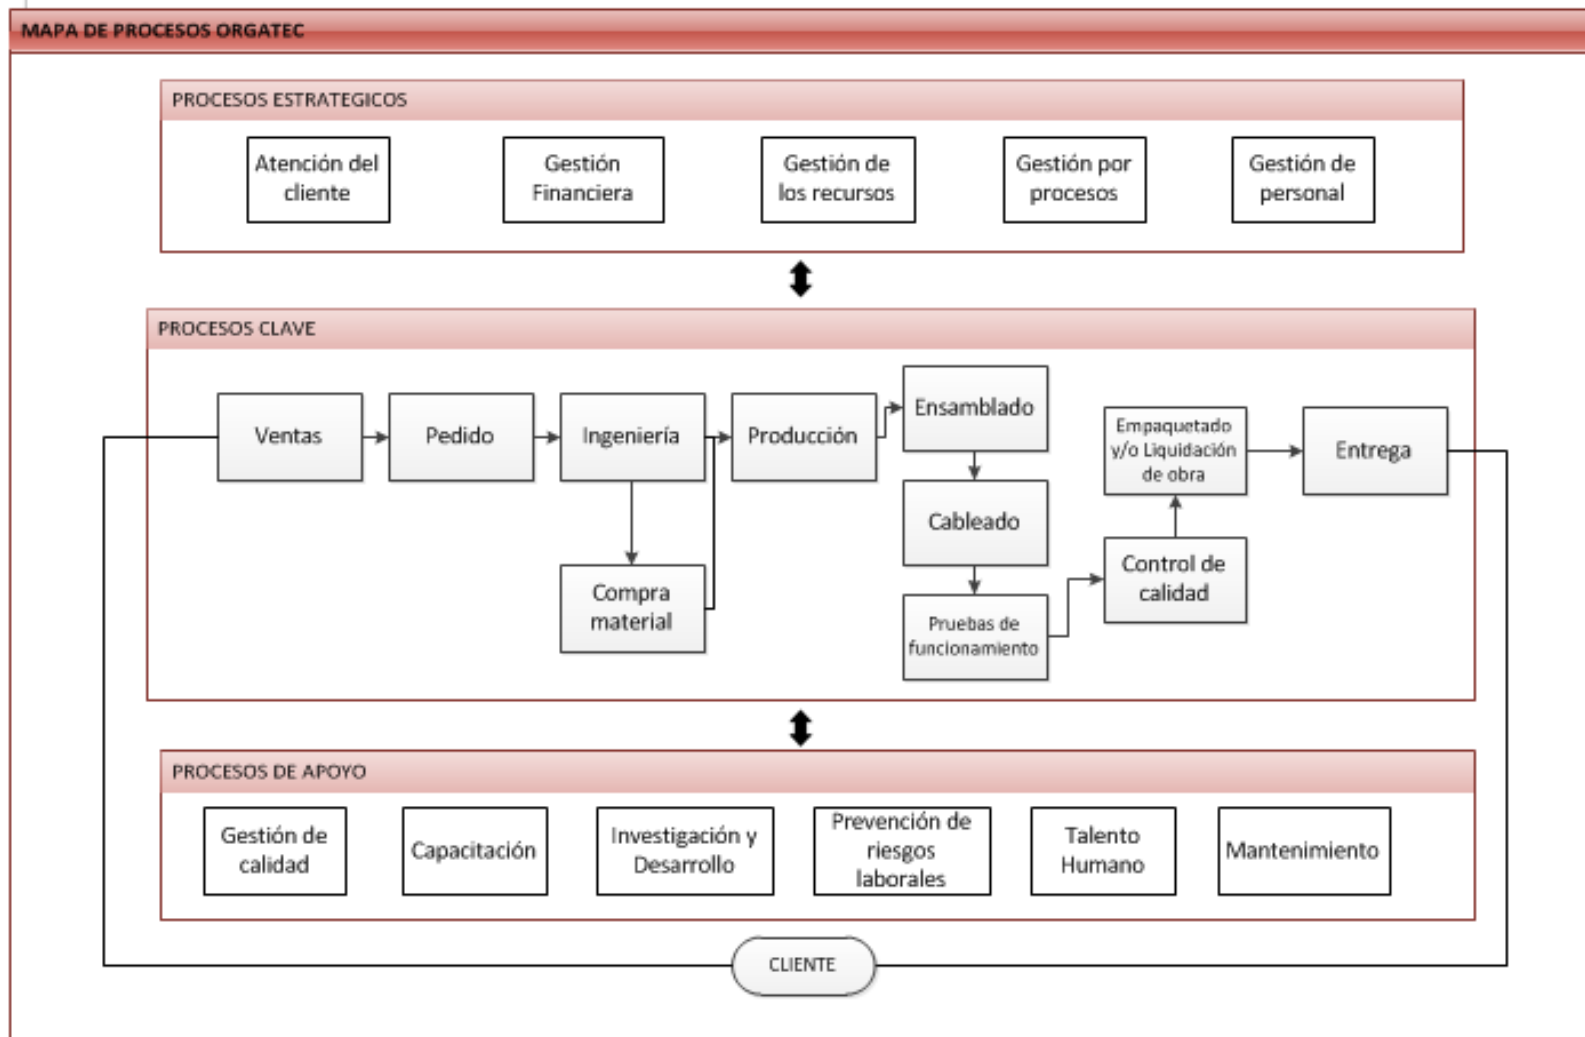 MAPA DE PROCESOS ORGATEC
PROCESOS ESTRATEGICOS
Atención del
cliente
Gestión
Financiera
Gestión de
los recursos
Gestión por
procesos
Gestión de
personal
PROCESOS CLAVE
Ventas
Pedido
Ingeniería
Compra
material
Producción
Ensamblado
Cableado
Pruebas de
funcionamiento
Control de
calidad
Empaquetado
y/o Liquidación
de obra
Entrega
PROCESOS DE APOYO
Gestión de
calidad
Capacitación
Investigación y
Desarrollo
Prevención de
riesgos
laborales
Talento
Humano
Mantenimiento
CLIENTE